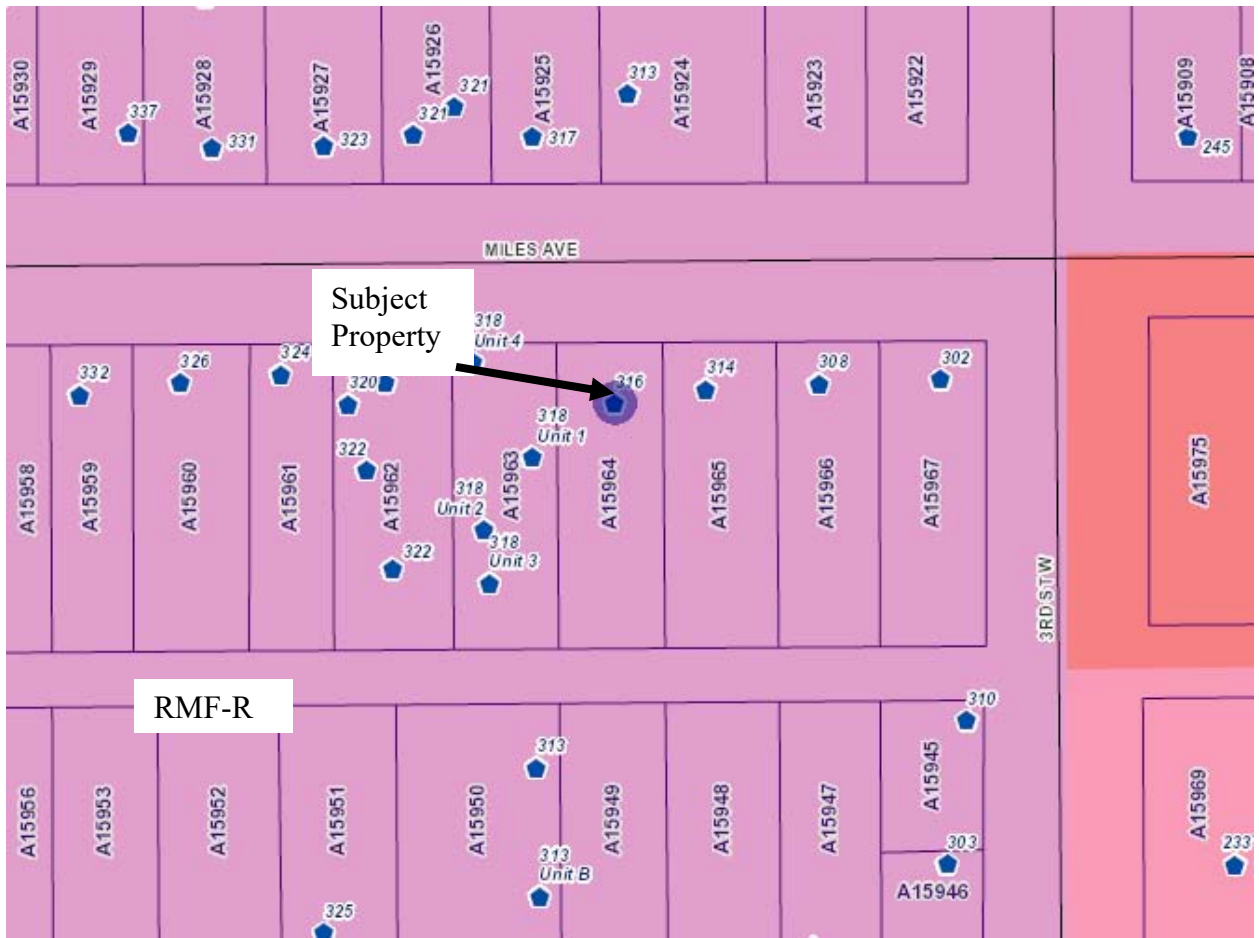 A15930
A15929
337
A15928
331
A15927
323
A15926
321
321
A15925
317
313
A15924
A15923
A15922
A15909
245
A15908
MILES AVE
Subject
Property
318
Unit 4
332
326
324
320
316
314
308
302
322
318
Unit 1
318
Unit 2
318
Unit 3
322
A15958
A15959
A15960
A15961
A15962
A15963
A15964
A15965
A15966
A15967
A15975
3RD ST W
RMF-R
310
313
A15956
A15953
A15952
A15951
A15950
A15949
A15948
A15947
A15945
A15969
303
233
313
Unit B
A15946
325